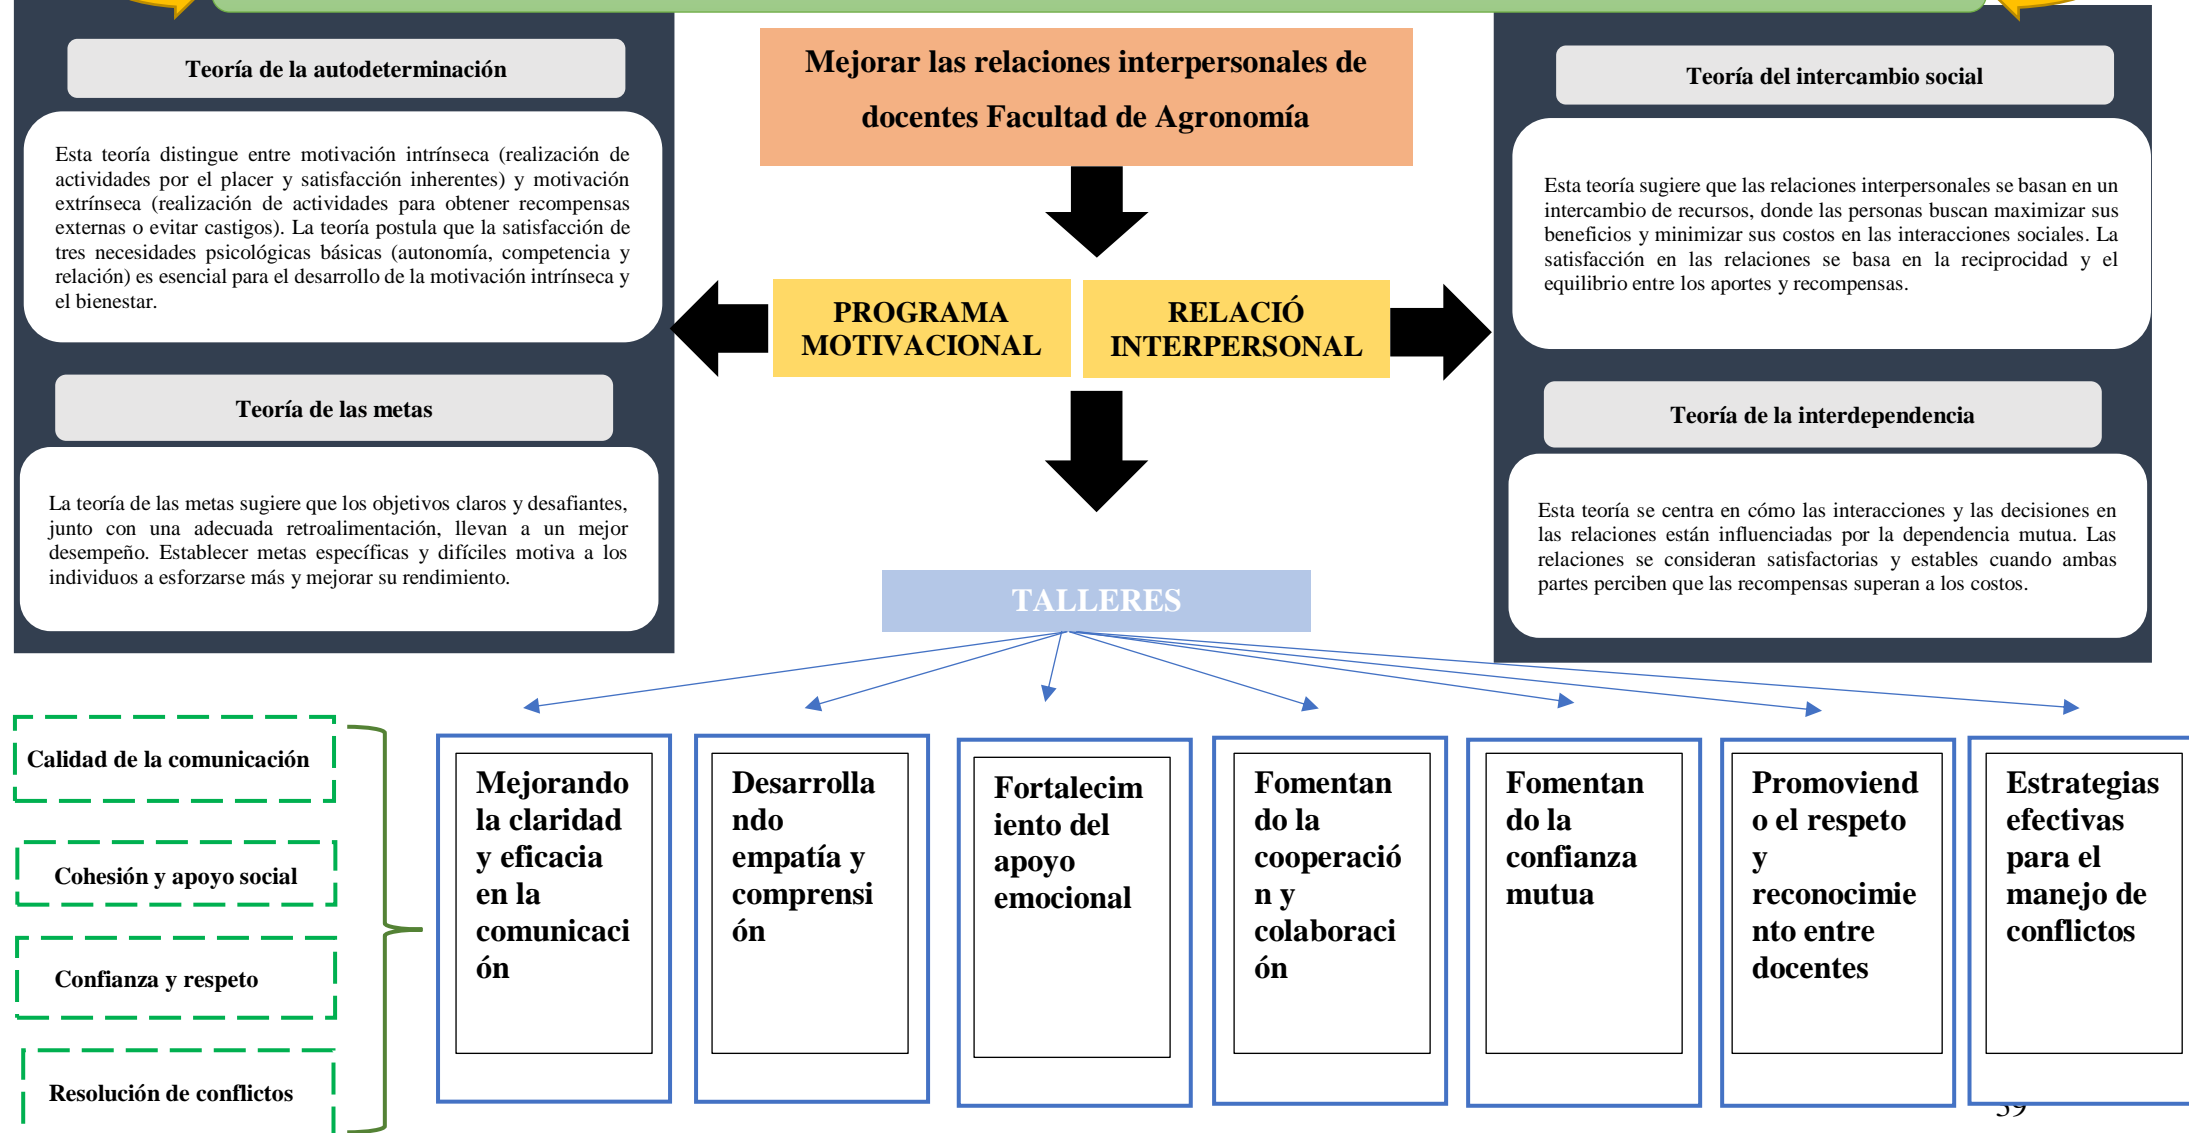 Teoría de la autodeterminación
Esta teoría distingue entre motivación intrínseca (realización de
actividades por el placer y satisfacción inherentes) y motivación
extrínseca (realización de actividades para obtener recompensas
externas o evitar castigos). La teoría postula que la satisfacción de
tres necesidades psicológicas básicas (autonomía, competencia y
relación) es esencial para el desarrollo de la motivación intrínseca y
el bienestar.
Teoría de las metas
La teoría de las metas sugiere que los objetivos claros y desafiantes,
junto con una adecuada retroalimentación, llevan a un mejor
desempeño. Establecer metas específicas y difíciles motiva a los
individuos a esforzarse más y mejorar su rendimiento.
Mejorar las relaciones interpersonales de
docentes Facultad de Agronomía
PROGRAMA
MOTIVACIONAL
RELACIÓ
INTERPERSONAL
Teoría del intercambio social
Esta teoría sugiere que las relaciones interpersonales se basan en un
intercambio de recursos, donde las personas buscan maximizar sus
beneficios y minimizar sus costos en las interacciones sociales. La
satisfacción en las relaciones se basa en la reciprocidad y el
equilibrio entre los aportes y recompensas.
Teoría de la interdependencia
Esta teoría se centra en cómo las interacciones y las decisiones en
las relaciones están influenciadas por la dependencia mutua. Las
relaciones se consideran satisfactorias y estables cuando ambas
partes perciben que las recompensas superan a los costos.
TALLERES
Calidad de la comunicación
Cohesión y apoyo social
Confianza y respeto
Resolución de conflictos
Mejorando
la claridad
y eficacia
en la
comunicaci
ón
Desarrolla
ndo
empatía y
comprensi
ón
Fortalecim
iento del
apoyo
emocional
Fomentan
do la
cooperació
n y
colaboraci
ón
Fomentan
do la
confianza
mutua
Promoviend
o el respeto
y
reconocimie
nto entre
docentes
Estrategias
efectivas
para el
manejo de
conflictos